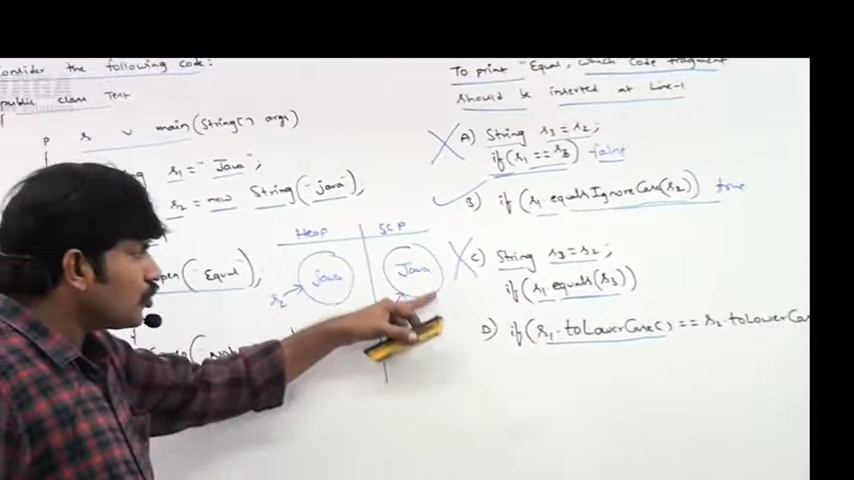 Consider the following code:
public class Test
{
P S V main(String[] args)
{
s1 = "Java";
s2 = new String("java");
("Equal");
Heap
SCP
java
Java
s2
To print "Equal, which code fragment
should be inserted at Line-1
A) String s3 = s2;
if(s1 == s3) false
B) if (s1.equalsIgnoreCase(s2)) true
C) String s3 = s2;
if(s1.equals(s3))
D) if(s1.toLowerCase() == s2.toLowerCas